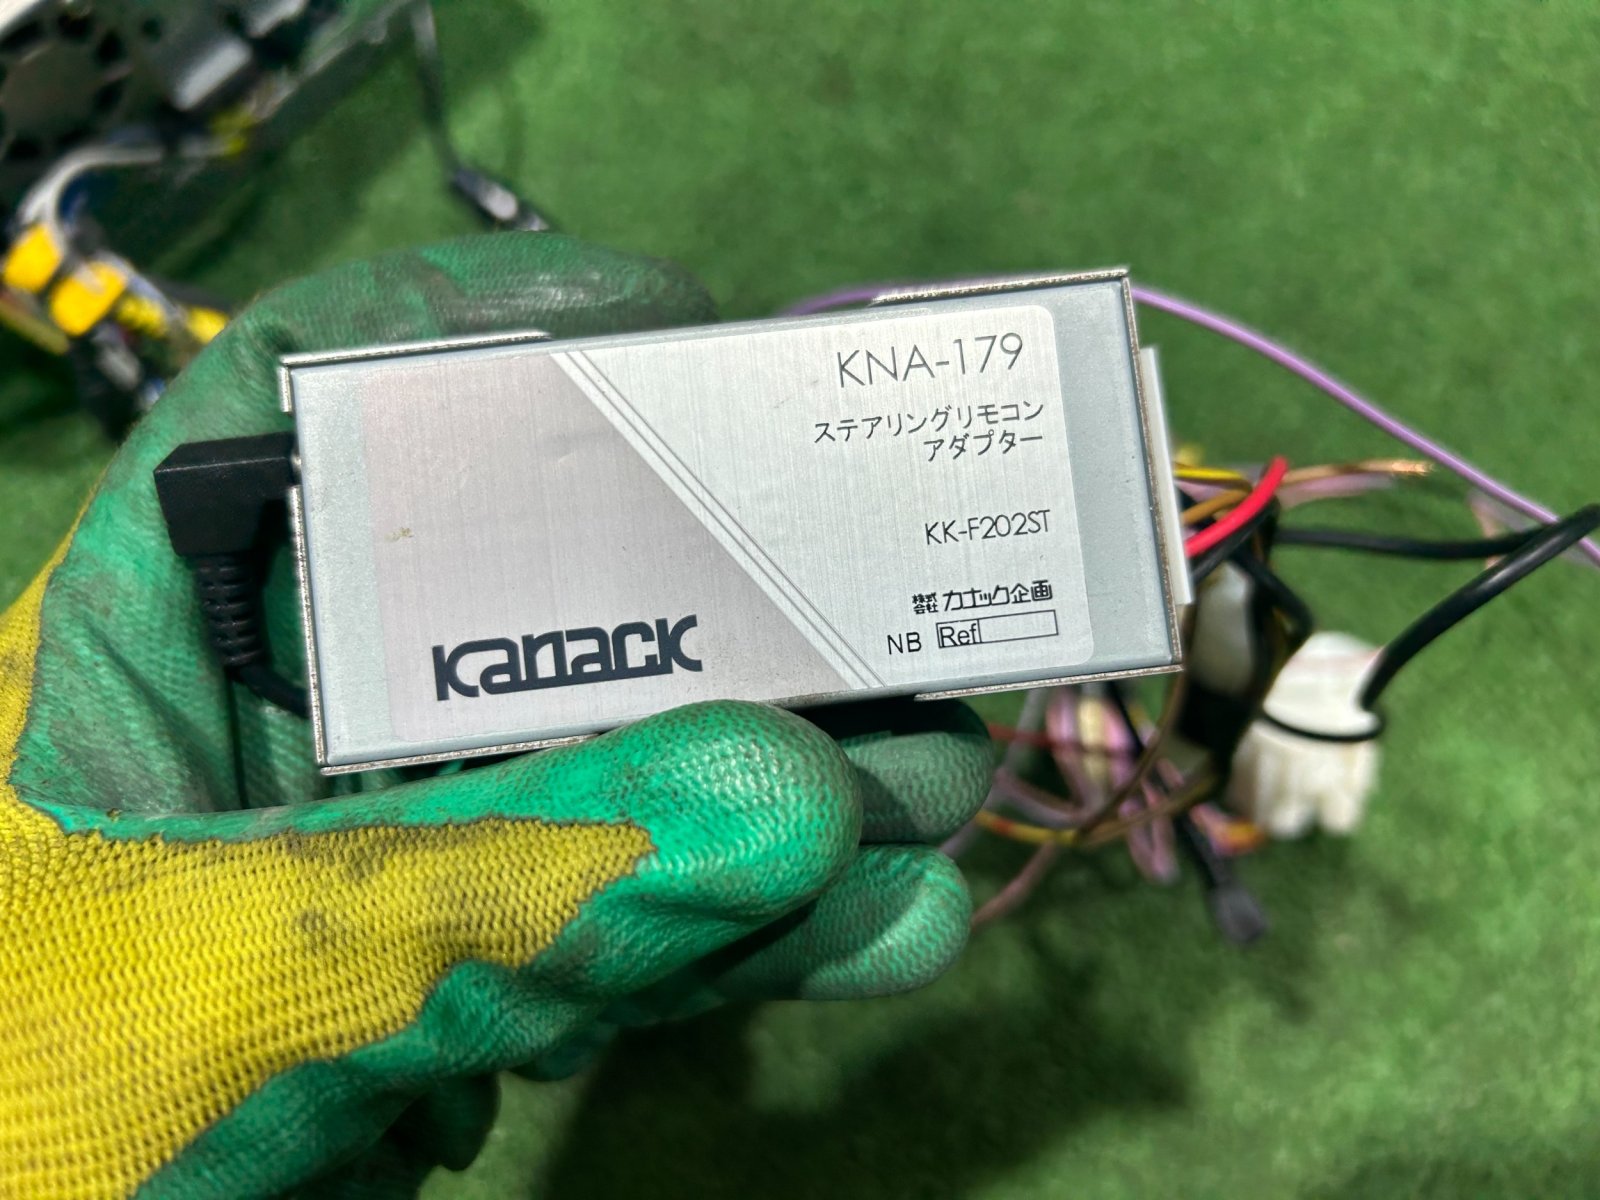 KNA-179
ステアリングリモコン
アダプター
KK-F202ST
株式会社 カナック企画
NB Ref
Kanack